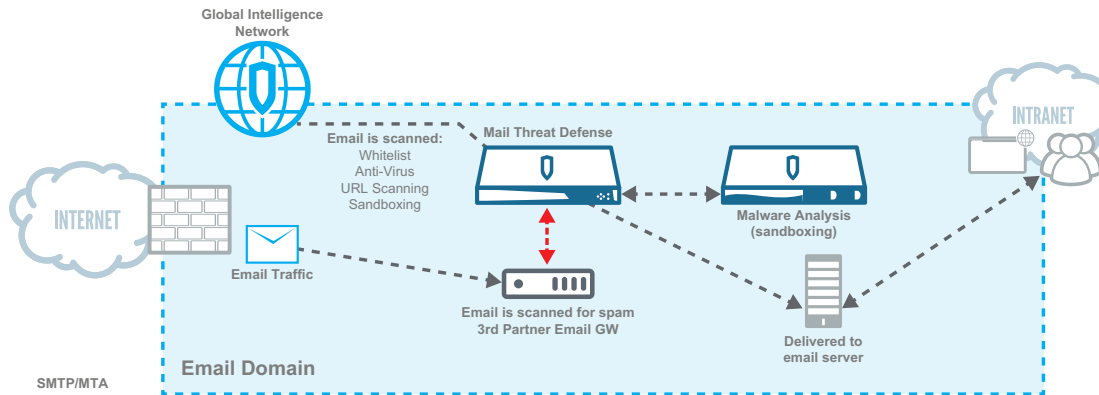 Global Intelligence
Network
Email is scanned:
Whitelist
Anti-Virus
URL Scanning
Sandboxing
Mail Threat Defense
INTRANET
INTERNET
Malware Analysis
(sandboxing)
Email Traffic
Email is scanned for spam
3rd Partner Email GW
Delivered to
email server
Email Domain
SMTP/MTA